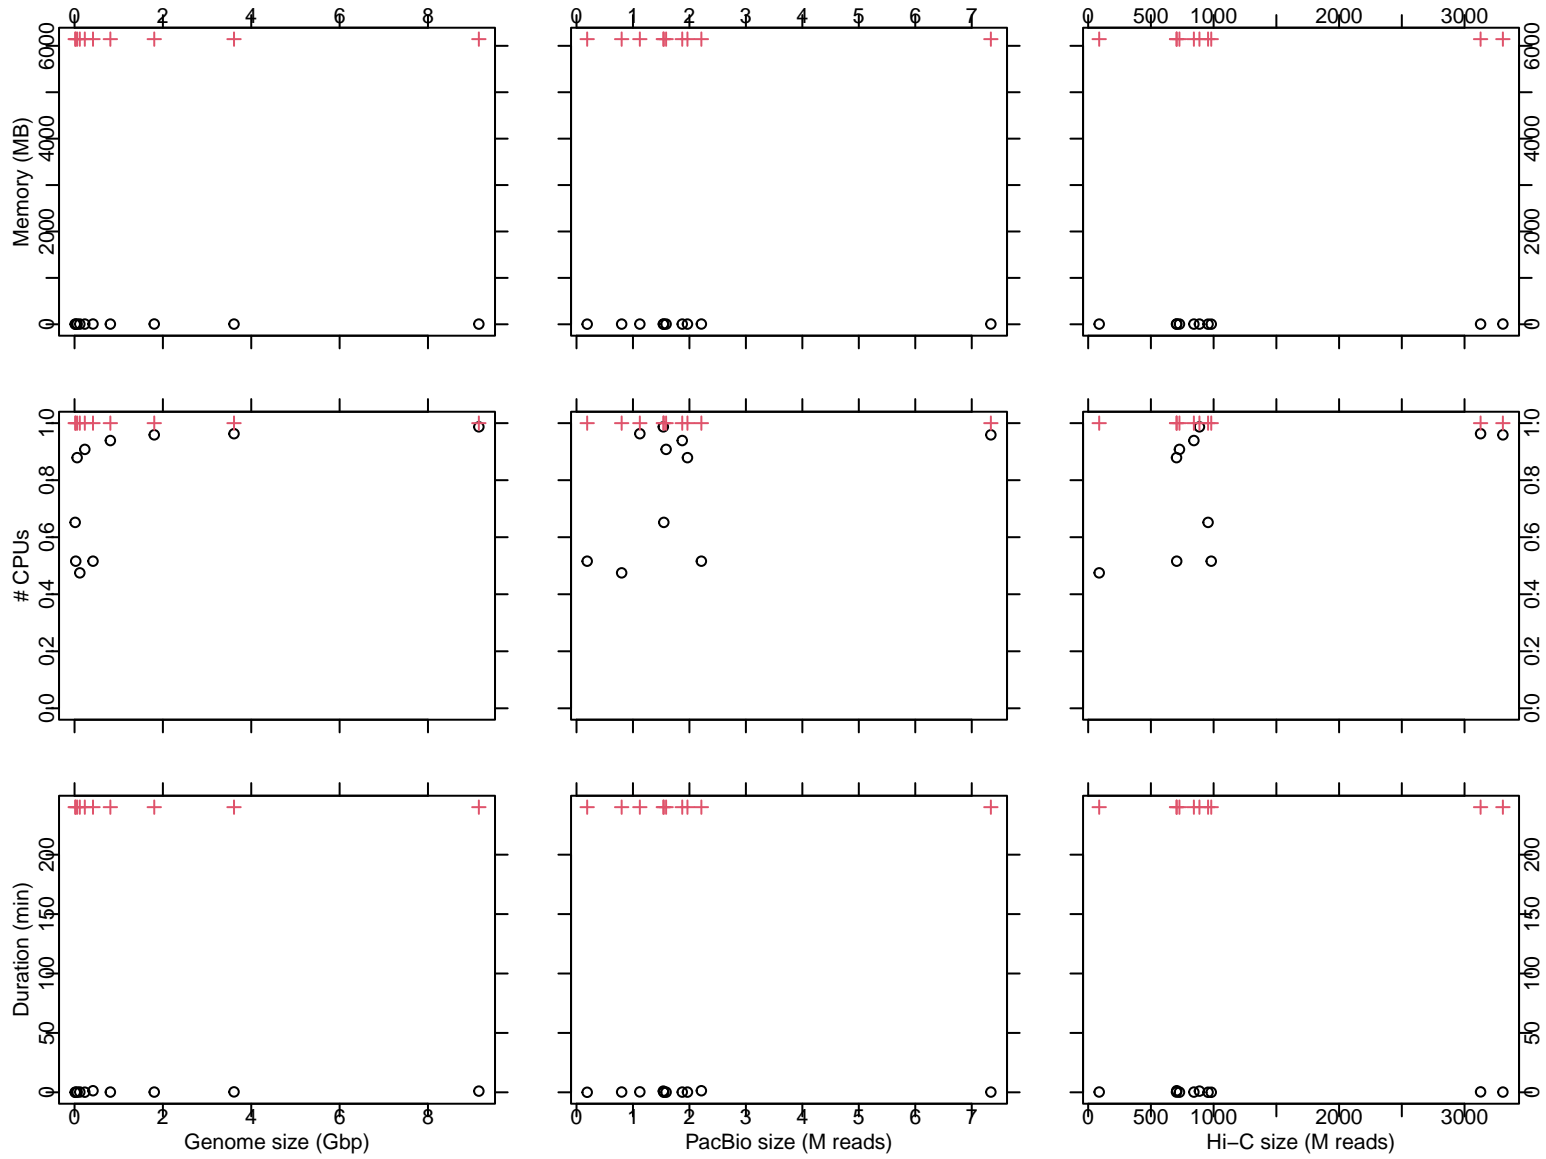 0 2 4 6 8
0 1 2 3 4 5 6 7
0 500 1000 2000 3000
Memory (MB)
0 2000 4000 6000
0 2000 4000 6000
# CPUs
0.0 0.2 0.4 0.6 0.8 1.0
0.0 0.2 0.4 0.6 0.8 1.0
Duration (min)
0 50 100 150 200
0 50 100 150 200
0 2 4 6 8
0 1 2 3 4 5 6 7
0 500 1000 2000 3000
Genome size (Gbp)
PacBio size (M reads)
Hi−C size (M reads)